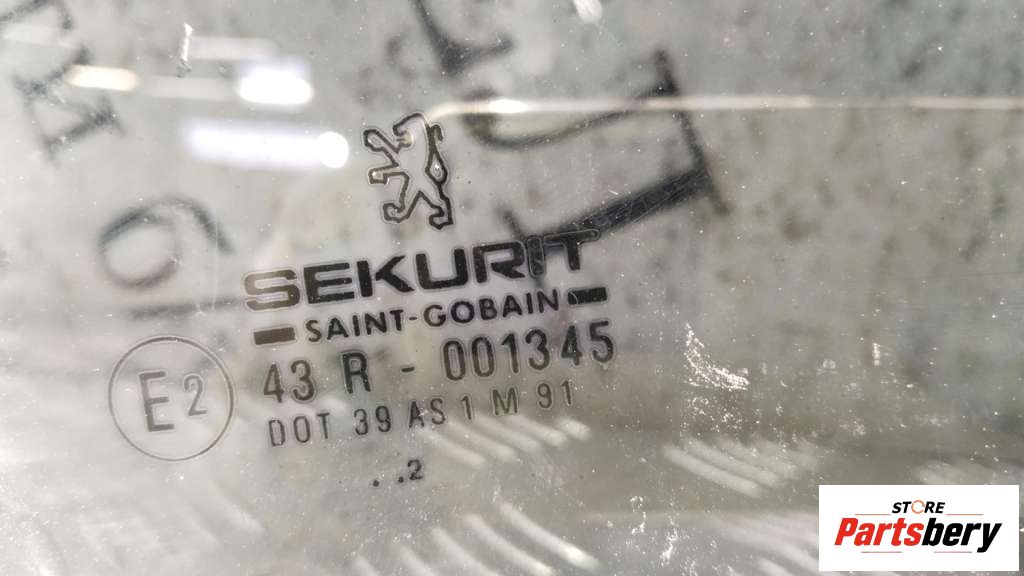 SEKURIT
SAINT-GOBAIN
E2
43 R - 001345
DOT 39 AS 1 M 91
..2
STORE
Partsbery